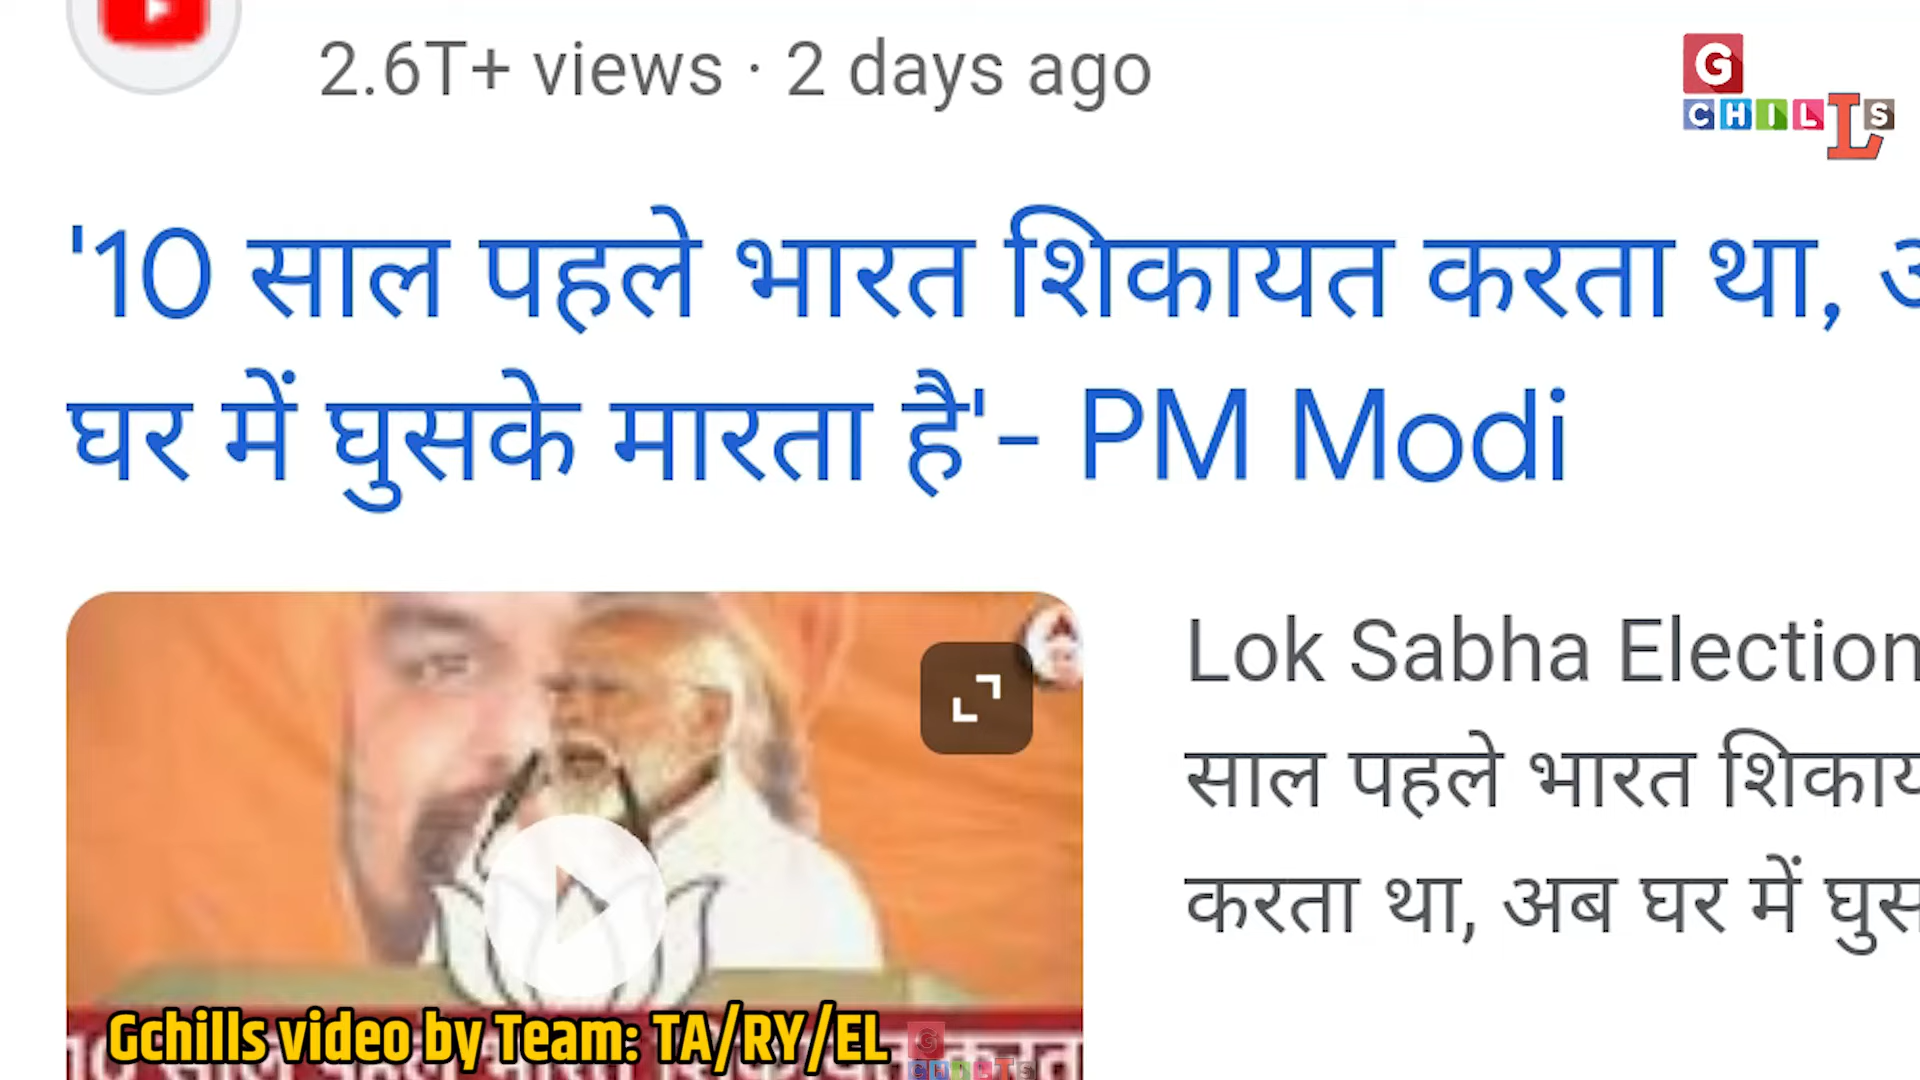 2.6T+ views · 2 days ago
G
CHILLS
'10 साल पहले भारत शिकायत करता था,
घर में घुसके मारता है'- PM Modi
Lok Sabha Election
साल पहले भारत
करता था, अब घर में
Gchills video by Team: TA/RY/EL